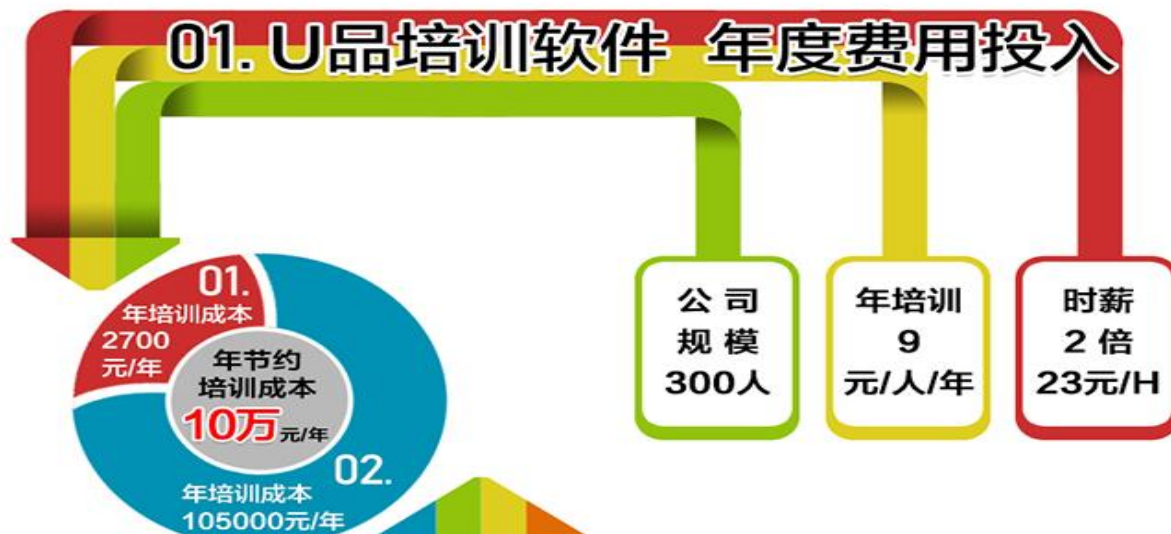 01. U品培训软件 年度费用投入
01.
年培训成本
2700
元/年
年节约
培训成本
10万元/年
02.
年培训成本
105000元/年
公 司
规 模
300人
年培训
9
元/人/年
时薪
2 倍
23元/H